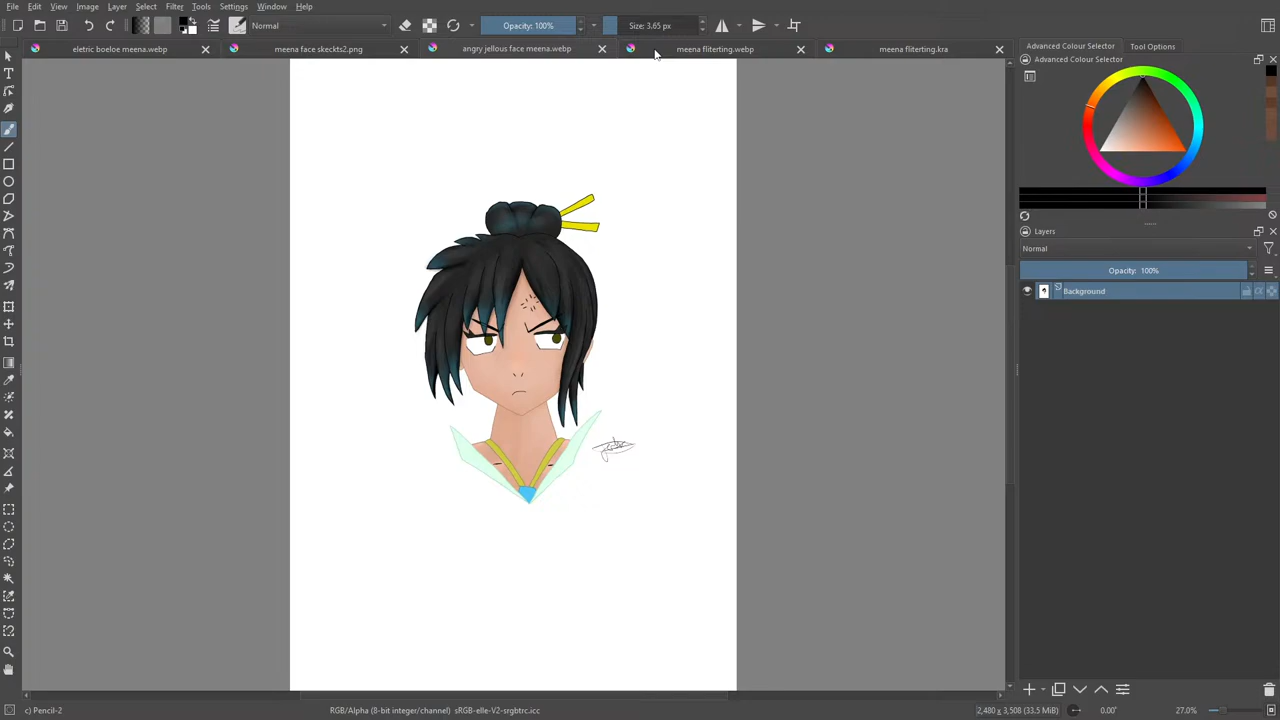 File Edit View Image Layer Select Filter Tools Settings Window Help
Normal Opacity: 100% Size: 3.65 px
eletric boeloe meena.webp meena face skeckts2.png angry jellous face meena.webp meena fliterting.webp meena fliterting.kra
Advanced Colour Selector Tool Options
Advanced Colour Selector
Layers
Normal
Opacity: 100%
Background
c) Pencil-2 RGB/Alpha (8-bit integer/channel) sRGB-elle-V2-srgbtrc.icc 2,480 x 3,508 (33.5 MiB) 0.00° 27.0%